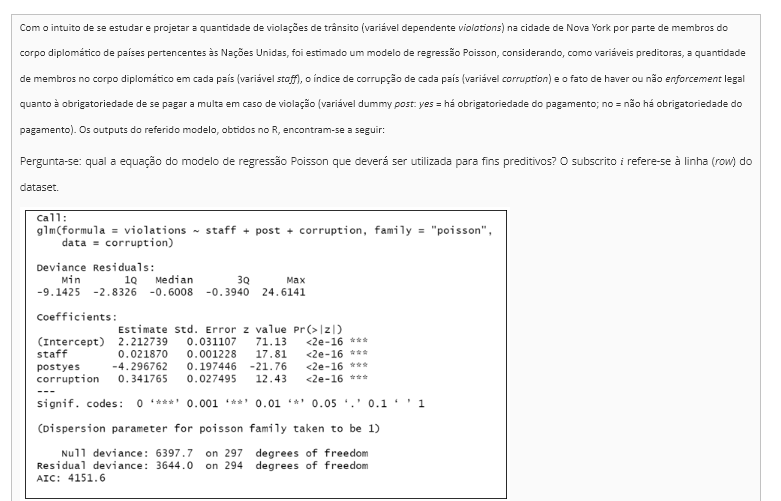 Com o intuito de se estudar e projetar a quantidade de violações de trânsito (variável dependente violations) na cidade de Nova York por parte de membros do
corpo diplomático de países pertencentes às Nações Unidas, foi estimado um modelo de regressão Poisson, considerando, como variáveis preditoras, a quantidade
de membros no corpo diplomático em cada país (variável staff), o índice de corrupção de cada país (variável corruption) e o fato de haver ou não enforcement legal
quanto à obrigatoriedade de se pagar a multa em caso de violação (variável dummy post: yes = há obrigatoriedade do pagamento; no = não há obrigatoriedade do
pagamento). Os outputs do referido modelo, obtidos no R, encontram-se a seguir:
Pergunta-se: qual a equação do modelo de regressão Poisson que deverá ser utilizada para fins preditivos? O subscrito i refere-se à linha (row) do
dataset.
Call:
glm(formula = violations ~ staff + post + corruption, family = "poisson",
    data = corruption)
Deviance Residuals:
    Min       1Q   Median       3Q      Max
-9.1425  -2.8326  -0.6008  -0.3940  24.6141
Coefficients:
             Estimate Std. Error z value Pr(>|z|)
(Intercept)  2.212739   0.031107   71.13   <2e-16 ***
staff        0.021870   0.001228   17.81   <2e-16 ***
postyes     -4.296762   0.197446  -21.76   <2e-16 ***
corruption   0.341765   0.027495   12.43   <2e-16 ***
---
Signif. codes:  0 ‘***’ 0.001 ‘**’ 0.01 ‘*’ 0.05 ‘.’ 0.1 ‘ ’ 1
(Dispersion parameter for poisson family taken to be 1)
    Null deviance: 6397.7  on 297  degrees of freedom
Residual deviance: 3644.0  on 294  degrees of freedom
AIC: 4151.6